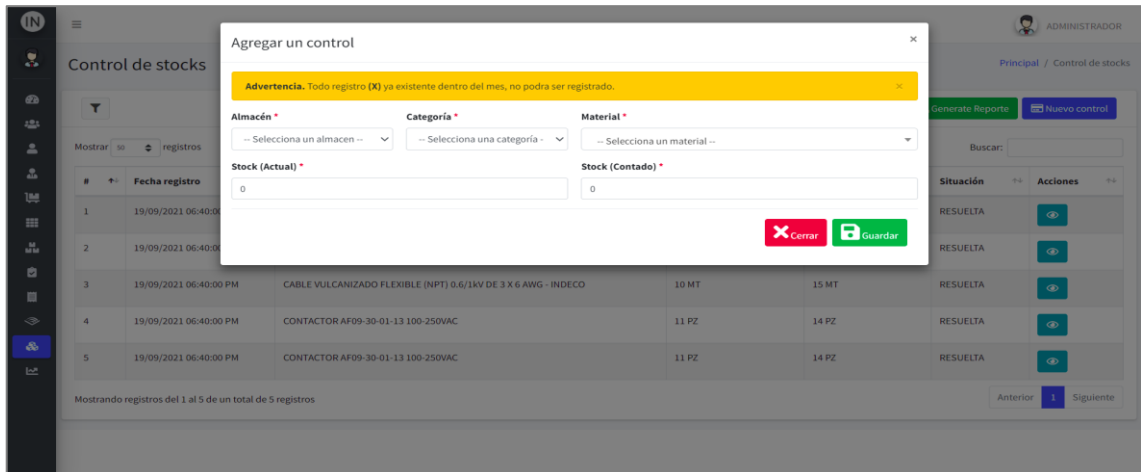 IN
ADMINISTRADOR
Control de stocks
Principal / Control de stocks
Agregar un control ×
Advertencia. Todo registro (X) ya existente dentro del mes, no podra ser registrado. ×
Almacén * Categoría * Material *
-- Selecciona un almacen -- -- Selecciona una categoría - -- Selecciona un material --
Stock (Actual) * Stock (Contado) *
0 0
Cerrar Guardar
Generate Reporte Nuevo control
Mostrar 50 registros Buscar:
# Fecha registro Situación Acciones
1 19/09/2021 06:40:00 RESUELTA
2 19/09/2021 06:40:00 RESUELTA
3 19/09/2021 06:40:00 PM CABLE VULCANIZADO FLEXIBLE (NPT) 0.6/1kV DE 3 X 6 AWG - INDECO 10 MT 15 MT RESUELTA
4 19/09/2021 06:40:00 PM CONTACTOR AF09-30-01-13 100-250VAC 11 PZ 14 PZ RESUELTA
5 19/09/2021 06:40:00 PM CONTACTOR AF09-30-01-13 100-250VAC 11 PZ 14 PZ RESUELTA
Mostrando registros del 1 al 5 de un total de 5 registros
Anterior 1 Siguiente